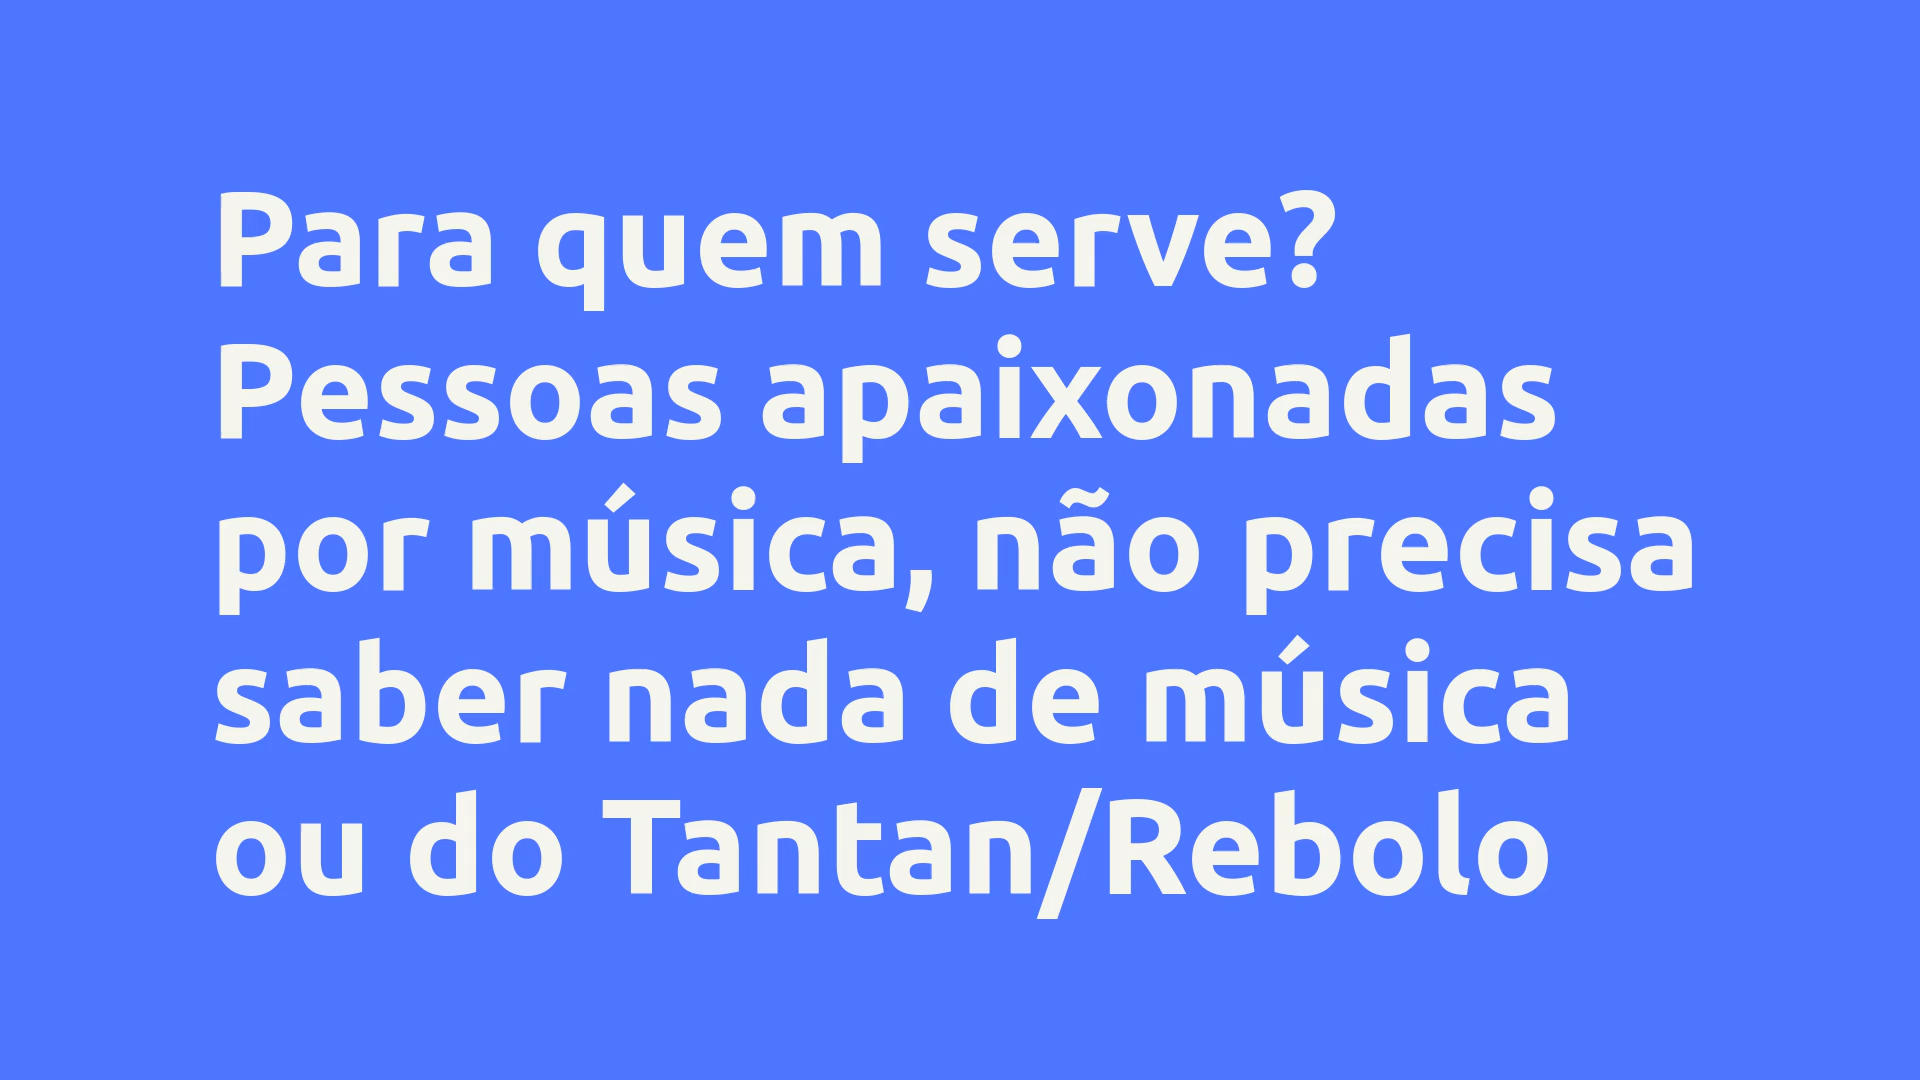 Para quem serve?
Pessoas apaixonadas
por música, não precisa
saber nada de música
ou do Tantan/Rebolo